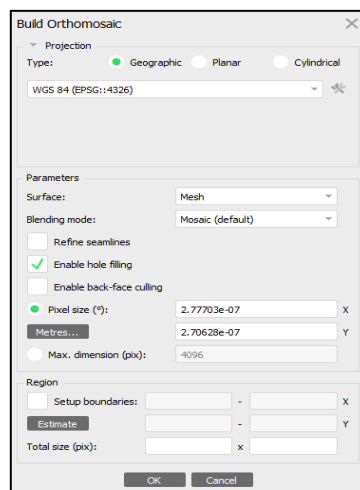 Build Orthomosaic
Projection
Type: Geographic Planar Cylindrical
WGS 84 (EPSG::4326)
Parameters
Surface: Mesh
Blending mode: Mosaic (default)
Refine seamlines
Enable hole filling
Enable back-face culling
Pixel size (°): 2.77703e-07 X
Metres... 2.70628e-07 Y
Max. dimension (pix): 4096
Region
Setup boundaries: - X
Estimate - Y
Total size (pix): x
OK Cancel